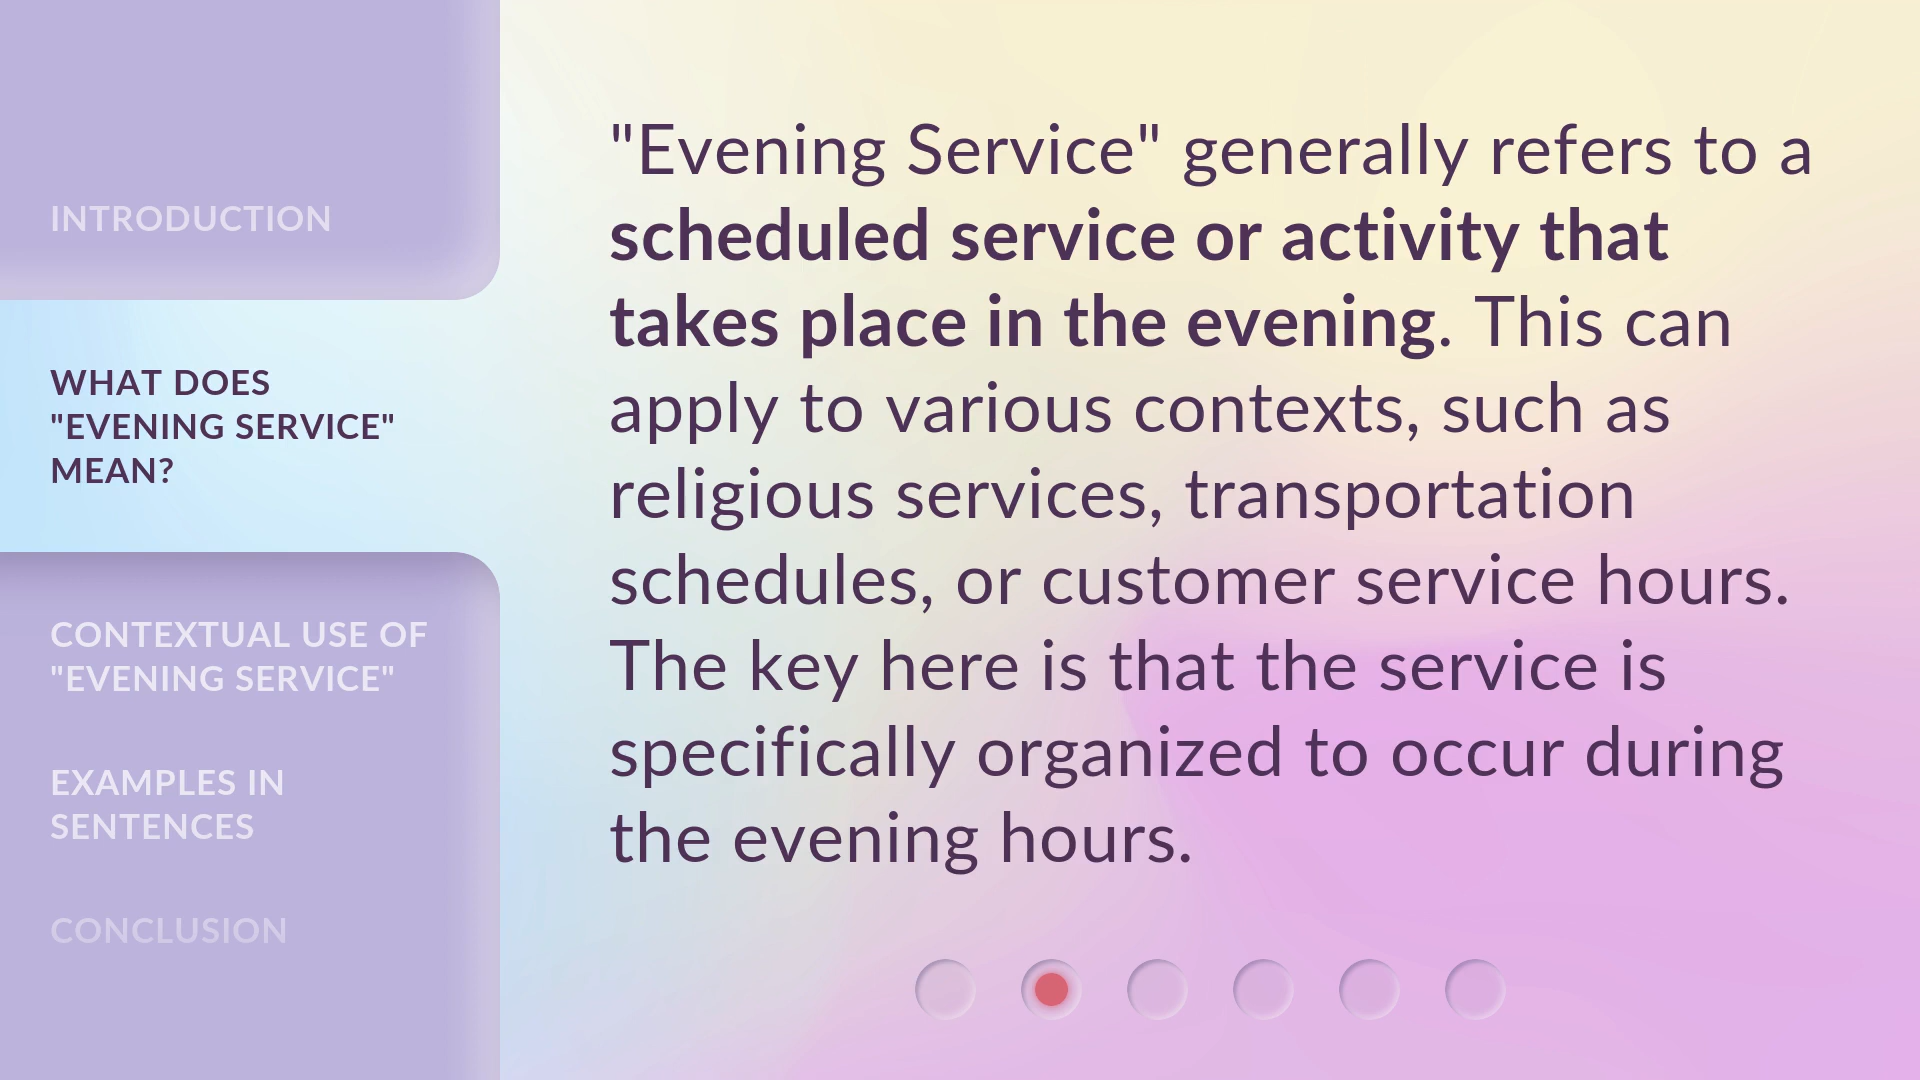 INTRODUCTION
WHAT DOES
"EVENING SERVICE"
MEAN?
CONTEXTUAL USE OF
"EVENING SERVICE"
EXAMPLES IN
SENTENCES
CONCLUSION
"Evening Service" generally refers to a
scheduled service or activity that
takes place in the evening. This can
apply to various contexts, such as
religious services, transportation
schedules, or customer service hours.
The key here is that the service is
specifically organized to occur during
the evening hours.